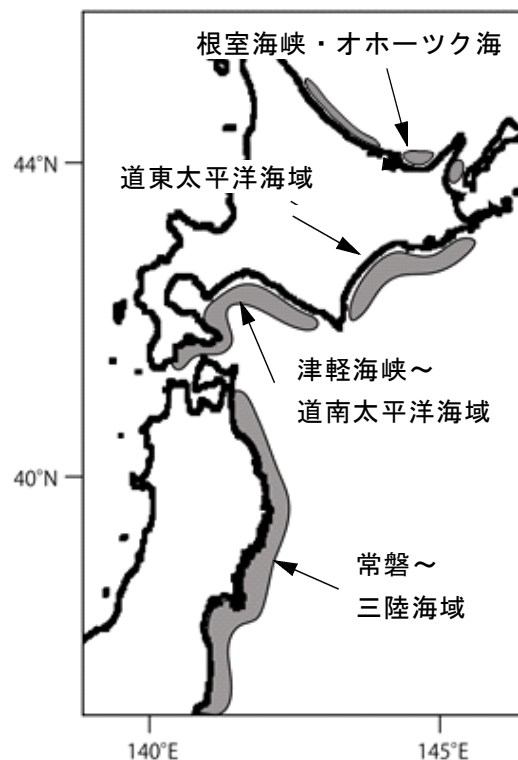 根室海峡・オホーツク海
44°N
道東太平洋海域
津軽海峡～
道南太平洋海域
40°N
常磐～
三陸海域
140°E
145°E